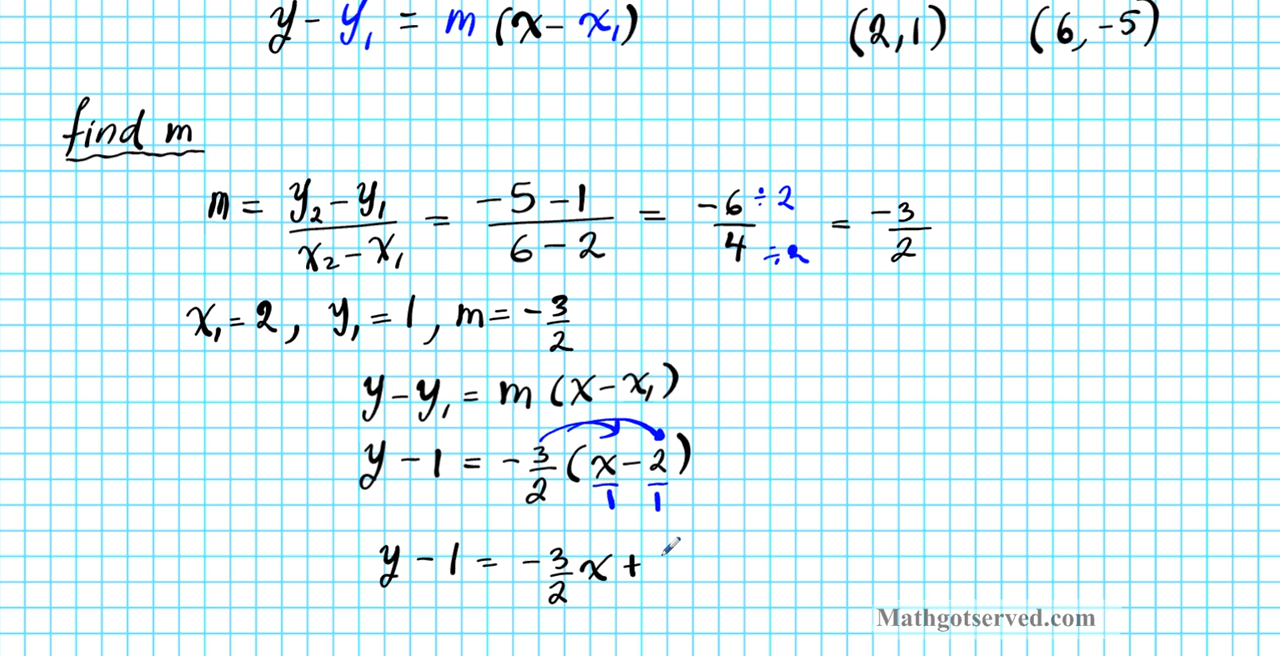 y - y₁ = m (x - x₁) (2,1) (6,-5)
find m
m = y₂ - y₁ / x₂ - x₁ = -5 - 1 / 6 - 2 = -6 ÷ 2 / 4 ÷ 2 = -3 / 2
x₁ = 2, y₁ = 1, m = -3/2
y - y₁ = m (x - x₁)
y - 1 = -3/2 (x/1 - 2/1)
y - 1 = -3/2 x +
Mathgotserved.com